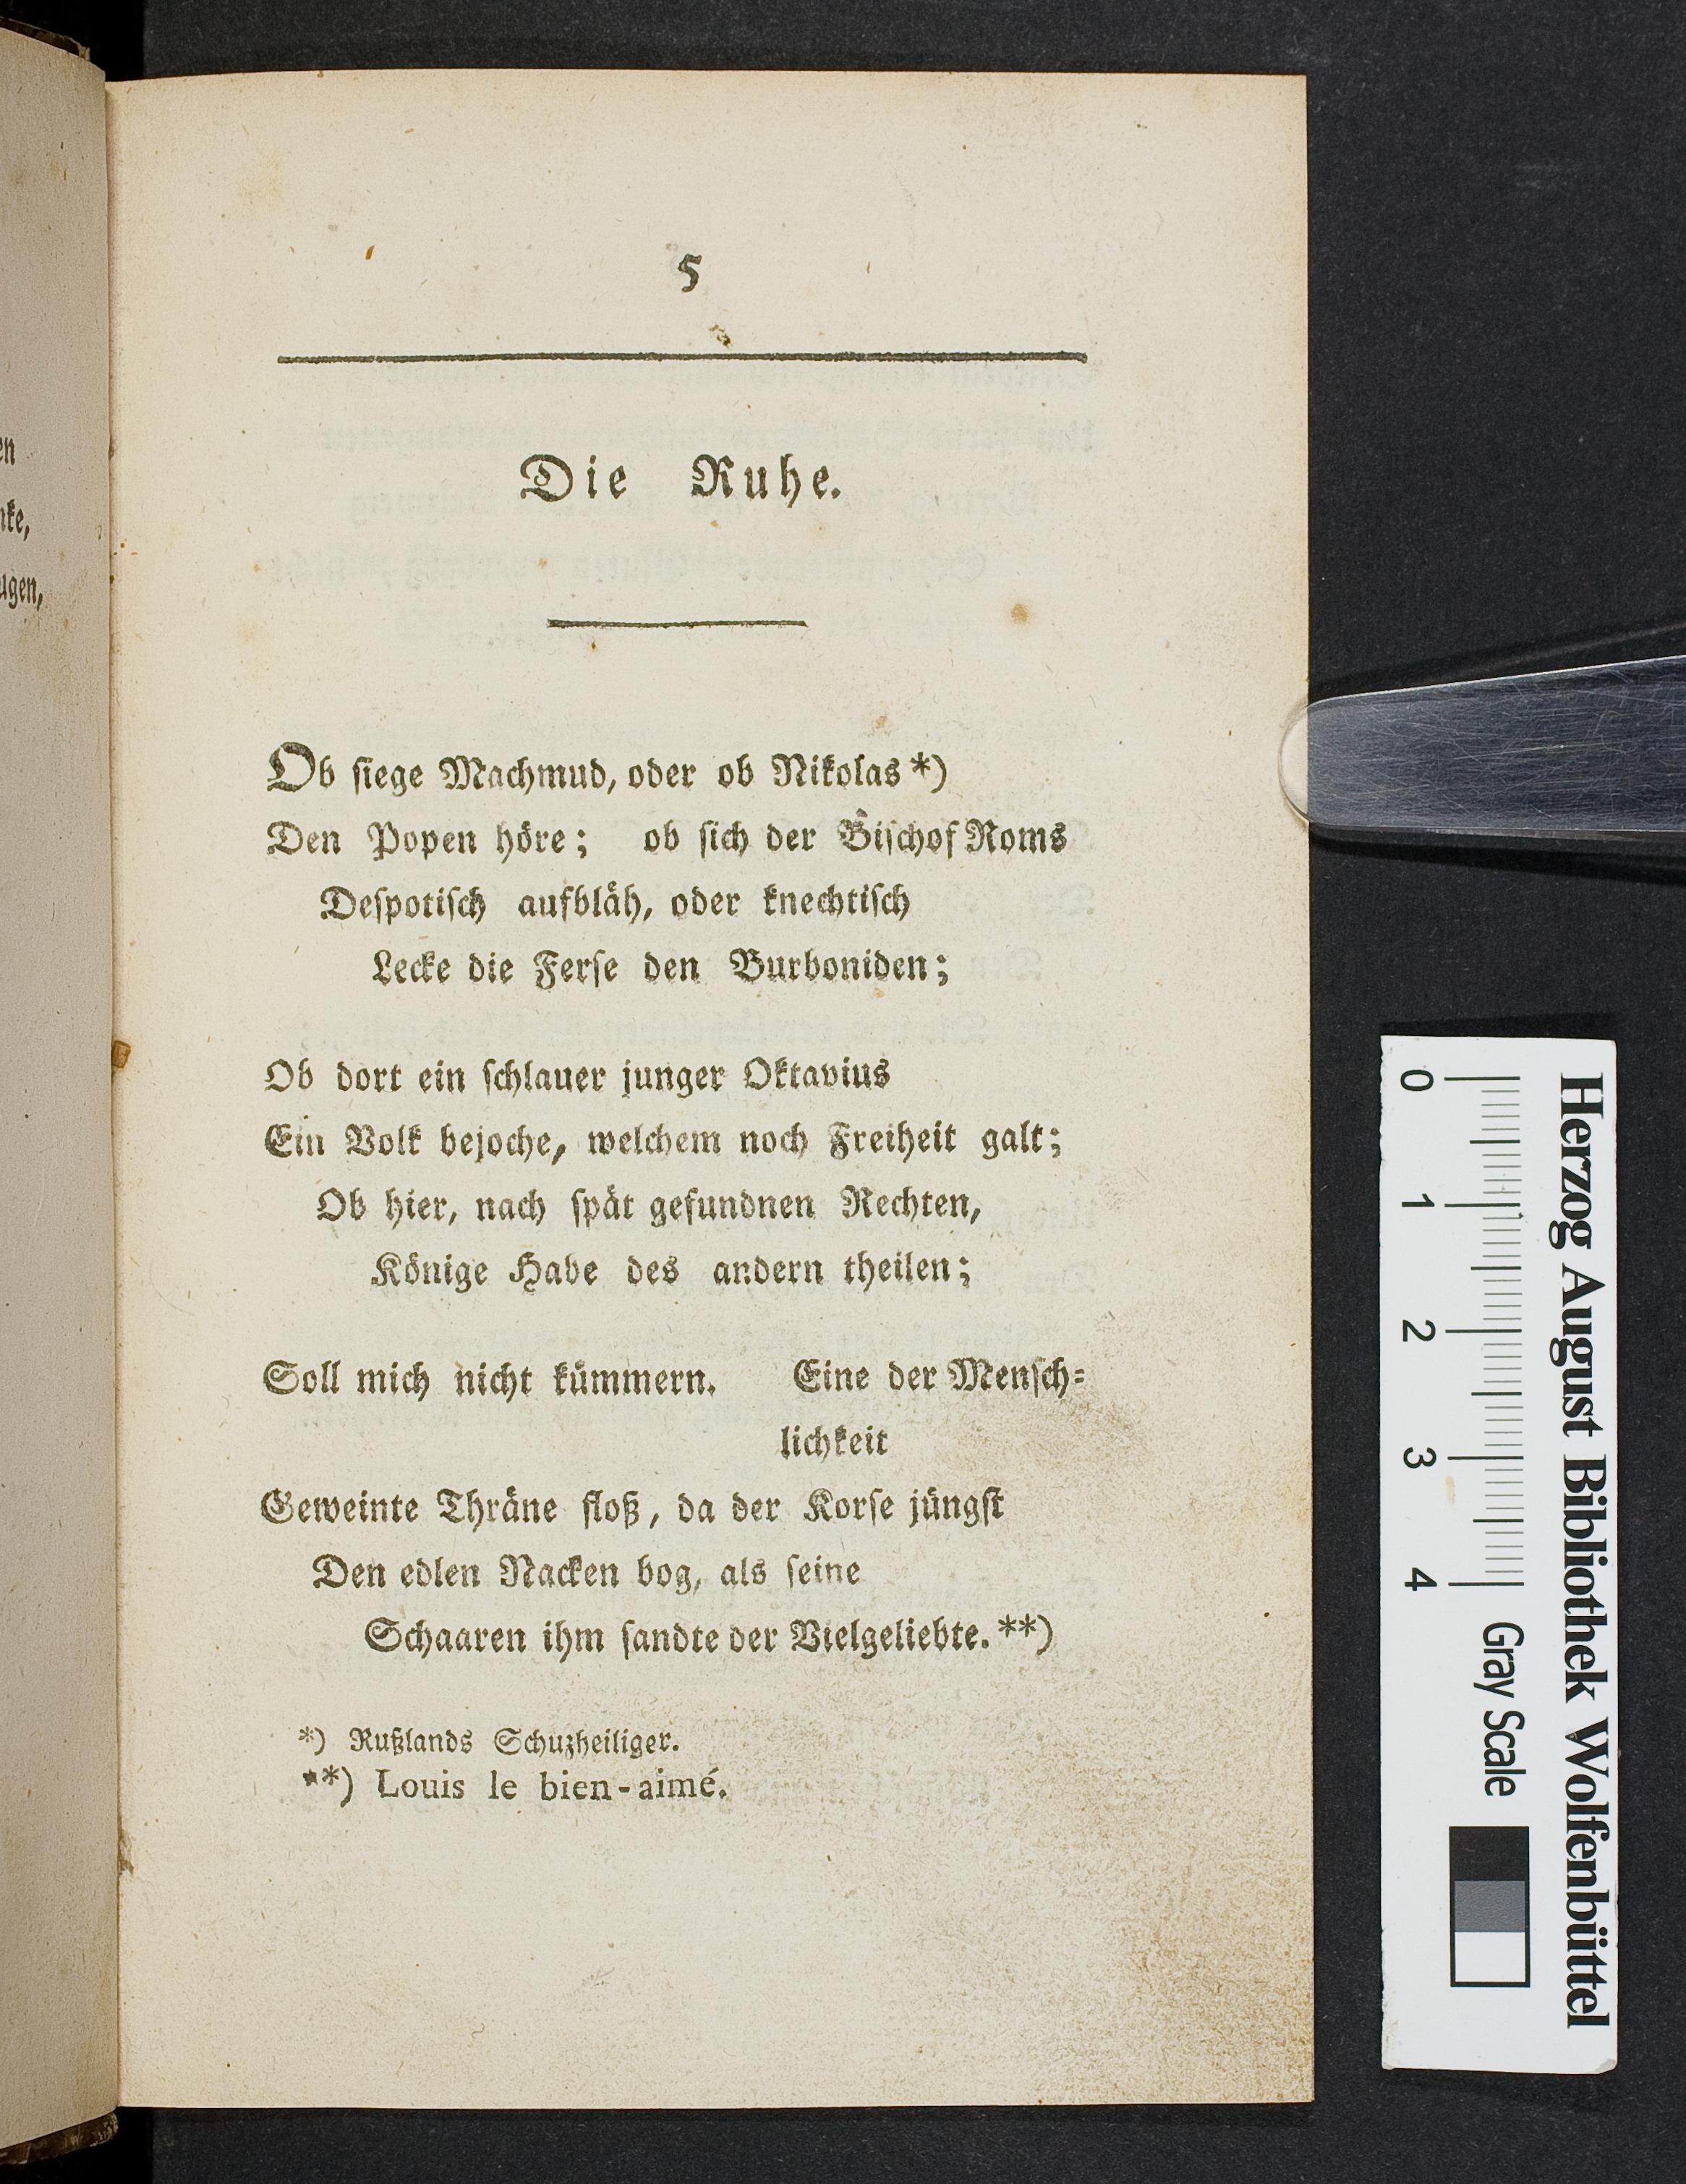 en
nke,
ugen,
5
Die Ruhe.
Ob ſiege Machmud, oder ob Nikolas *)
Den Popen höre; ob ſich der Biſchof Roms
Deſpotiſch aufbläh, oder knechtiſch
Lecke die Ferſe den Burboniden;
Ob dort ein ſchlauer junger Oktavius
Ein Volk bejoche, welchem noch Freiheit galt;
Ob hier, nach ſpät gefundnen Rechten,
Könige Habe des andern theilen;
Soll mich nicht kümmern. Eine der Menſch-
lichkeit
Geweinte Thräne floß, da der Korſe jüngſt
Den edlen Nacken bog, als ſeine
Schaaren ihm ſandte der Vielgeliebte. **)
*) Rußlands Schuzheiliger.
**) Louis le bien-aimé.
0 1 2 3 4 Gray Scale
Herzog August Bibliothek Wolfenbüttel